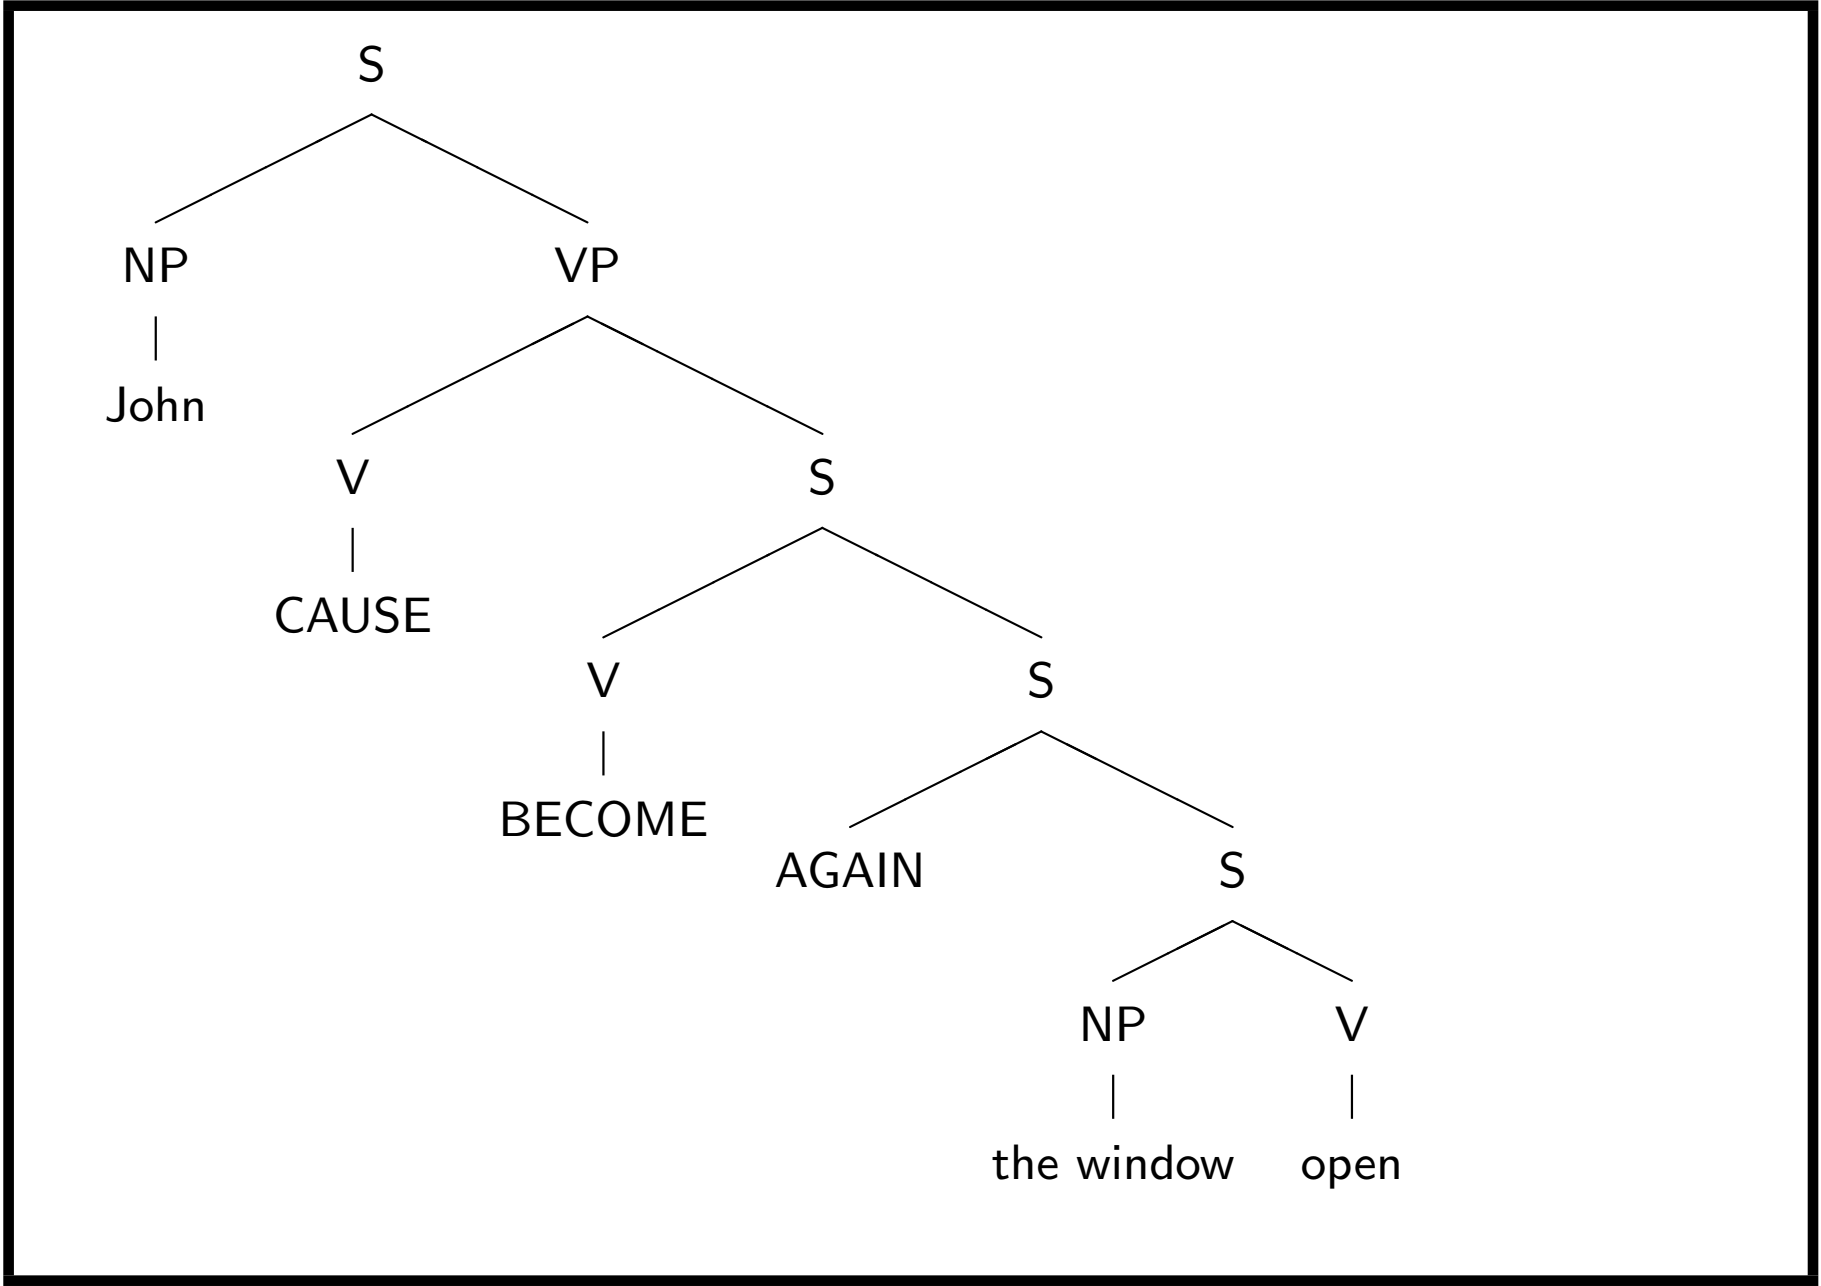 S
NP VP
John
V S
CAUSE
V S
BECOME
AGAIN S
NP V
the window open